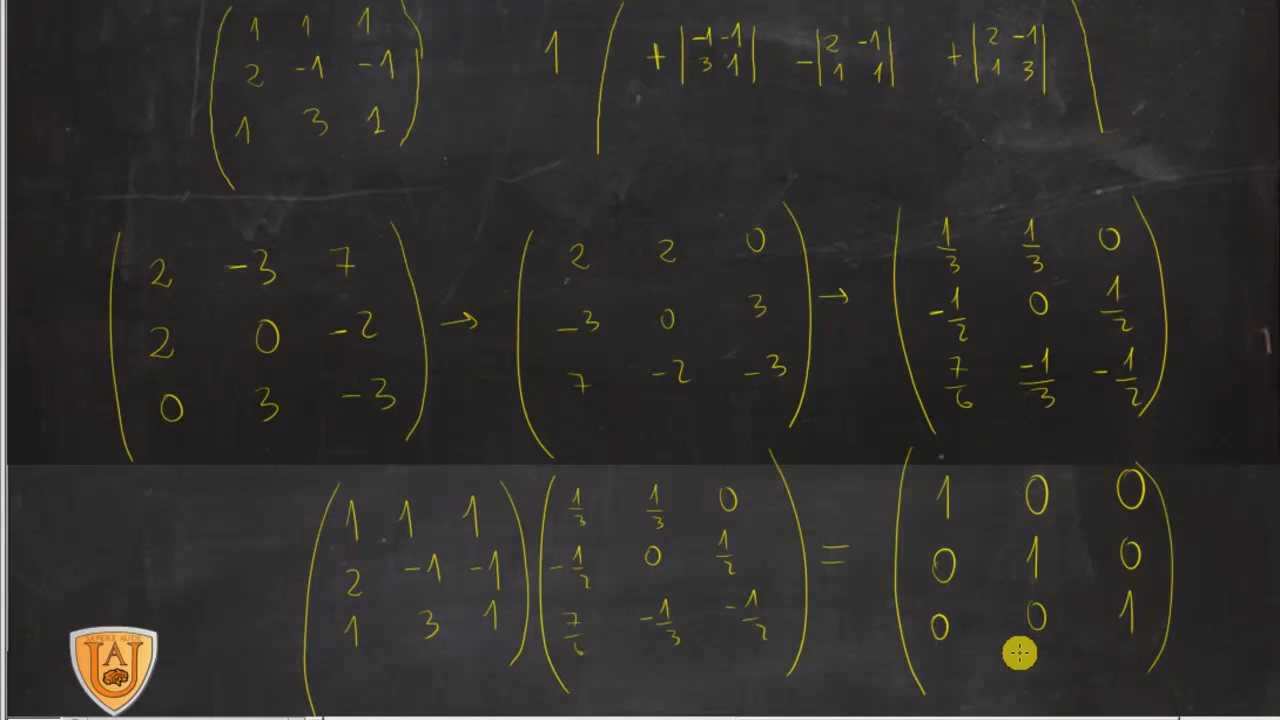 1 1 1
2 -1 -1
1 3 1
1 ( +|-1 -1| -|2 -1| +|2 -1|
|3 1| |1 1| |1 3| )
2 -3 7
2 0 -2
0 3 -3
→
2 2 0
-3 0 3
7 -2 -3
→
1/3 1/3 0
-1/2 0 1/2
7/6 -1/3 -1/2
1 1 1
2 -1 -1
1 3 1
1/3 1/3 0
-1/2 0 1/2
7/6 -1/3 -1/2
=
1 0 0
0 1 0
0 0 1
SAPERE AUDE
UAJ